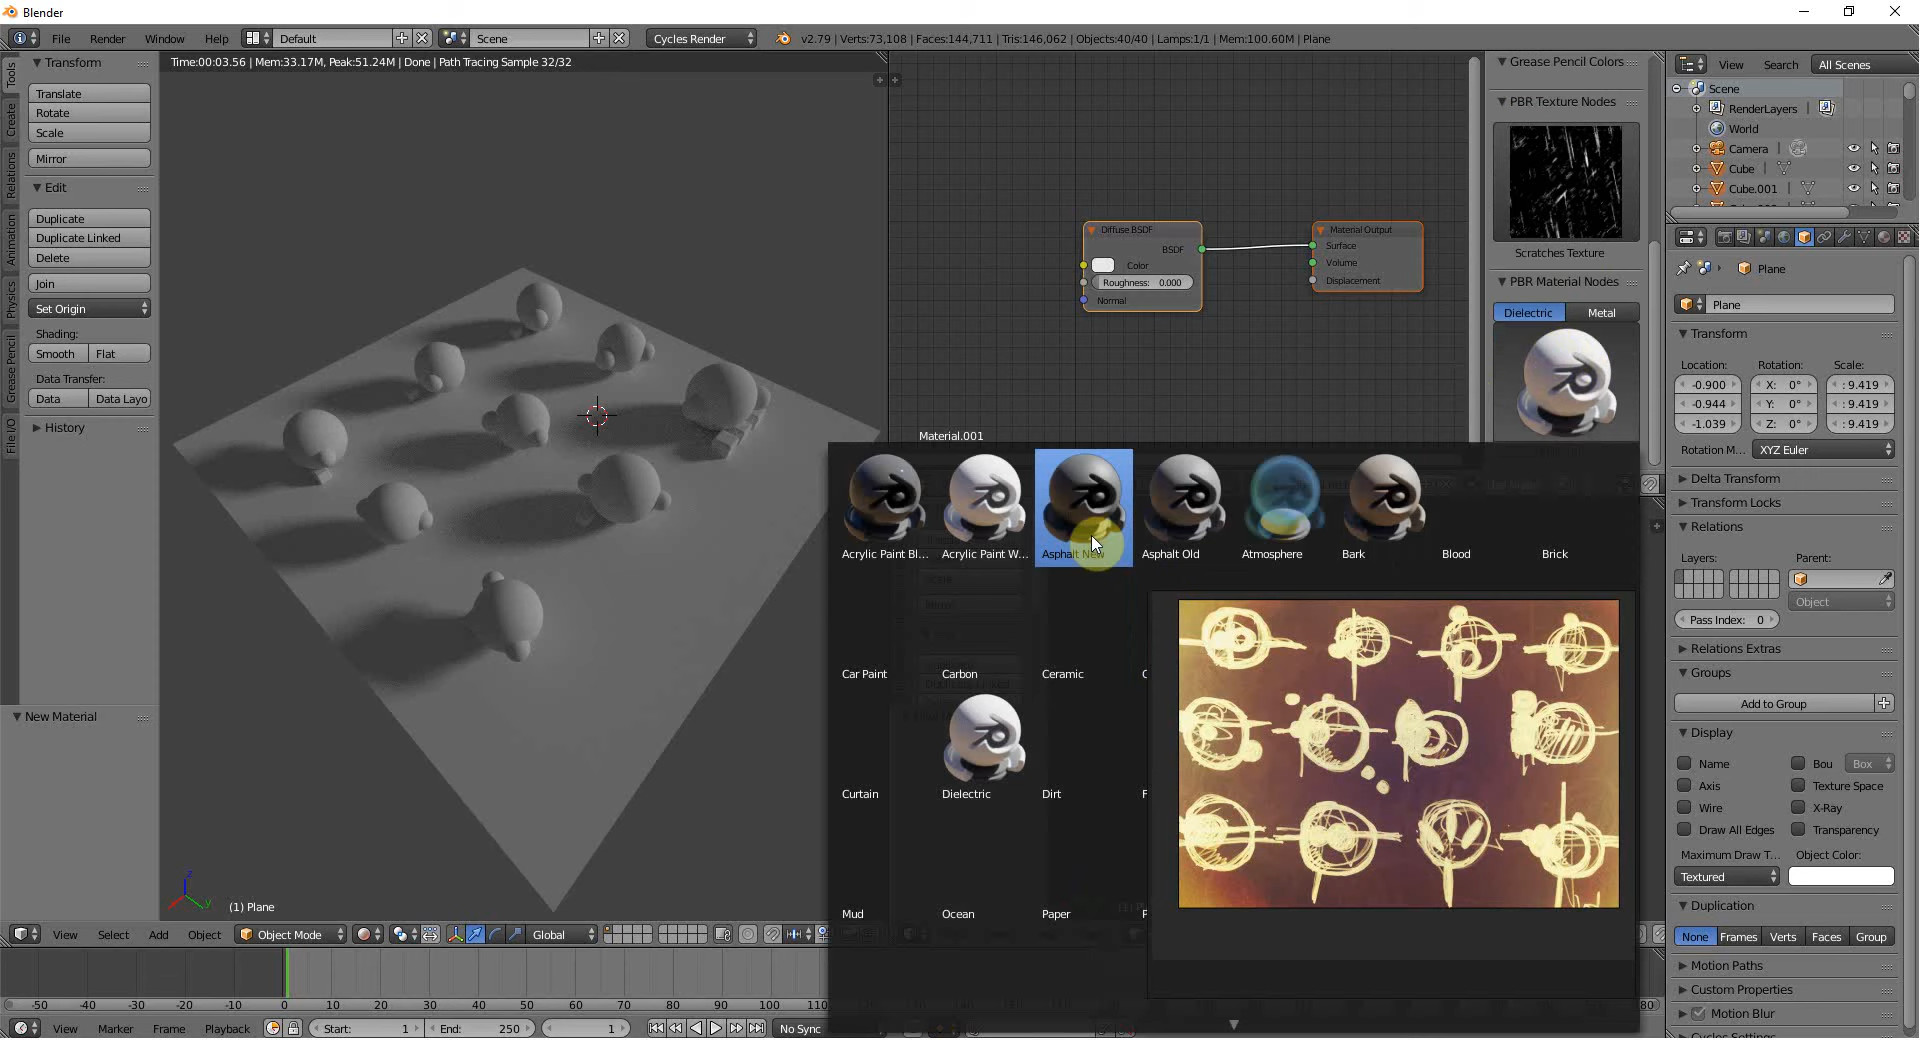 Blender
File Render Window Help Default Scene Cycles Render v2.79 | Verts:73,108 | Faces:144,711 | Tris:146,062 | Objects:40/40 | Lamps:1/1 | Mem:100.60M | Plane
Time:00:03.56 | Mem:33.17M, Peak:51.24M | Done | Path Tracing Sample 32/32
Tools
Create
Relations
Animation
Physics
Grease Pencil
File I/O
Transform
Translate
Rotate
Scale
Mirror
Edit
Duplicate
Duplicate Linked
Delete
Join
Set Origin
Shading:
Smooth Flat
Data Transfer:
Data Data Layo
History
New Material
(1) Plane
View Select Add Object Object Mode Global
-50 -40 -30 -20 -10 0 10 20 30 40 50 60 70 80 90 100 110
View Marker Frame Playback Start: 1 End: 250 1 No Sync
Diffuse BSDF
BSDF
Color
Roughness: 0.000
Normal
Material Output
Surface
Volume
Displacement
Material.001
Grease Pencil Colors
PBR Texture Nodes
Scratches Texture
PBR Material Nodes
Dielectric Metal
Acrylic Paint Bl... Acrylic Paint W... Asphalt New Asphalt Old Atmosphere Bark Blood Brick
Car Paint Carbon Ceramic
Curtain Dielectric Dirt
Mud Ocean Paper
View Search All Scenes
Scene
RenderLayers
World
Camera
Cube
Cube.001
Plane
Plane
Transform
Location: Rotation: Scale:
-0.900 X: 0° : 9.419
-0.944 Y: 0° : 9.419
-1.039 Z: 0° : 9.419
Rotation M... XYZ Euler
Delta Transform
Transform Locks
Relations
Layers: Parent:
Object
Pass Index: 0
Relations Extras
Groups
Add to Group
Display
Name Bou Box
Axis Texture Space
Wire X-Ray
Draw All Edges Transparency
Maximum Draw T... Object Color:
Textured
Duplication
None Frames Verts Faces Group
Motion Paths
Custom Properties
Motion Blur